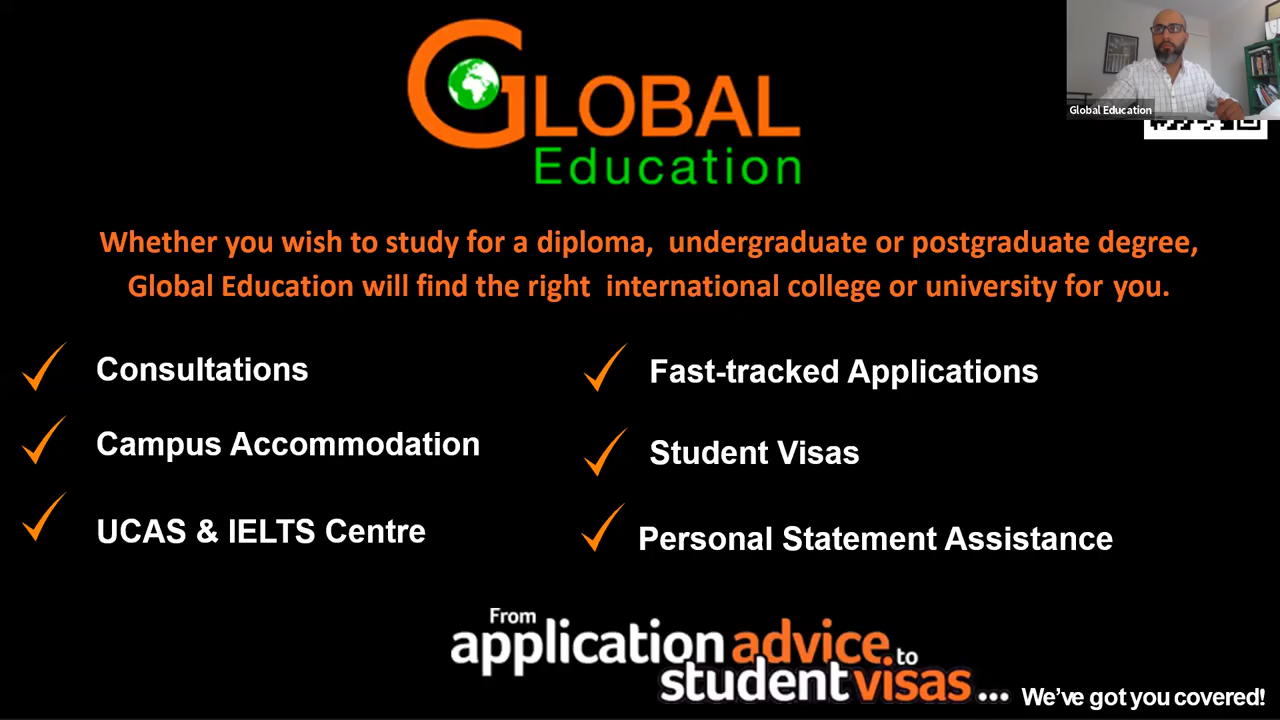 GLOBAL
Education
Global Education
Whether you wish to study for a diploma, undergraduate or postgraduate degree,
Global Education will find the right international college or university for you.
Consultations
Fast-tracked Applications
Campus Accommodation
Student Visas
UCAS & IELTS Centre
Personal Statement Assistance
From
application advice to
student visas ... We've got you covered!